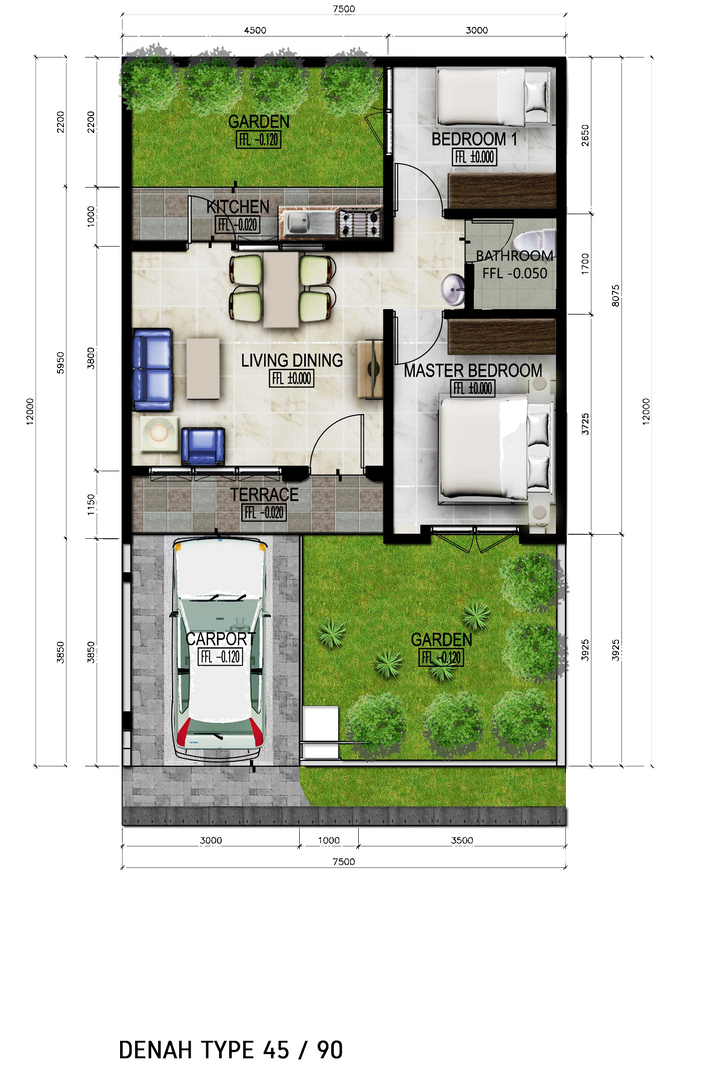 7500
4500
3000
GARDEN
FFL -0.120
BEDROOM 1
FFL ±0.000
KITCHEN
FFL -0.020
BATHROOM
FFL -0.050
LIVING DINING
FFL ±0.000
MASTER BEDROOM
FFL ±0.000
TERRACE
FFL -0.020
CARPORT
FFL -0.120
GARDEN
FFL -0.120
12000
2200
5950
3850
2200
1000
3800
1150
3850
2650
1700
3725
3925
8075
3925
12000
3000
1000
3500
7500
DENAH TYPE 45 / 90